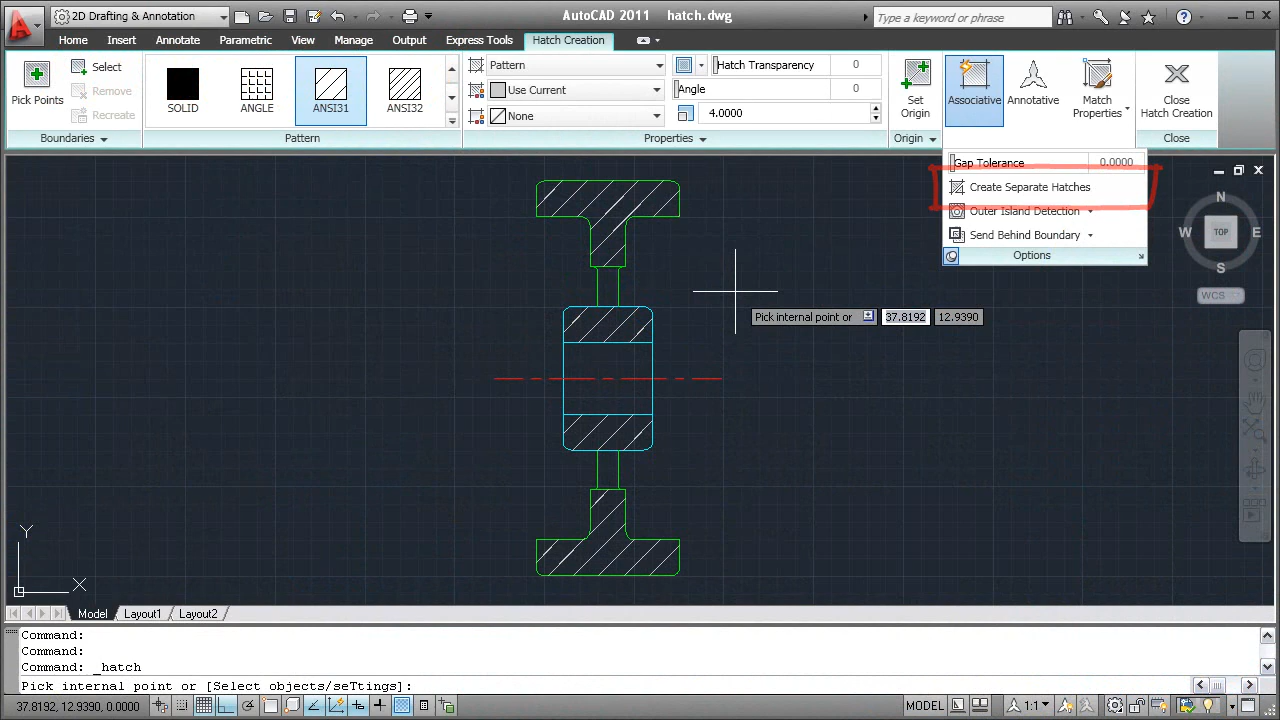 2D Drafting & Annotation
AutoCAD 2011 hatch.dwg
Type a keyword or phrase
Home Insert Annotate Parametric View Manage Output Express Tools Hatch Creation
Pick Points
Select
Remove
Recreate
Boundaries
SOLID ANGLE ANSI31 ANSI32
Pattern
Pattern
Use Current
None
Hatch Transparency 0
Angle 0
4.0000
Properties
Set Origin
Origin
Associative
Annotative
Match Properties
Close Hatch Creation
Close
Gap Tolerance 0.0000
Create Separate Hatches
Outer Island Detection
Send Behind Boundary
Options
N
W TOP E
S
WCS
Pick internal point or 37.8192 12.9390
Y
X
Model Layout1 Layout2
Command:
Command:
Command: _hatch
Pick internal point or [Select objects/seTtings]:
37.8192, 12.9390, 0.0000 MODEL 1:1